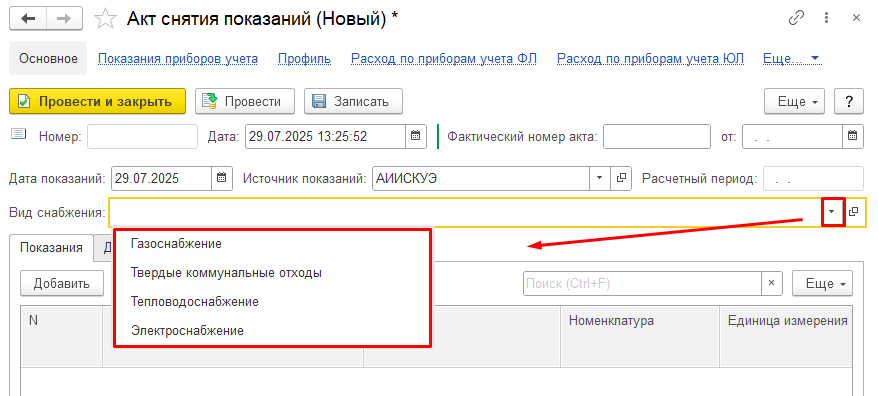 Акт снятия показаний (Новый) *
Основное Показания приборов учета Профиль Расход по приборам учета ФЛ Расход по приборам учета ЮЛ Еще...
Провести и закрыть Провести Записать Еще ?
Номер: Дата: 29.07.2025 13:25:52 Фактический номер акта: от: . .
Дата показаний: 29.07.2025 Источник показаний: АИИСКУЭ Расчетный период: . .
Вид снабжения:
Показания Д
Газоснабжение
Твердые коммунальные отходы
Тепловодоснабжение
Электроснабжение
Добавить Поиск (Ctrl+F) × Еще
N Номенклатура Единица измерения